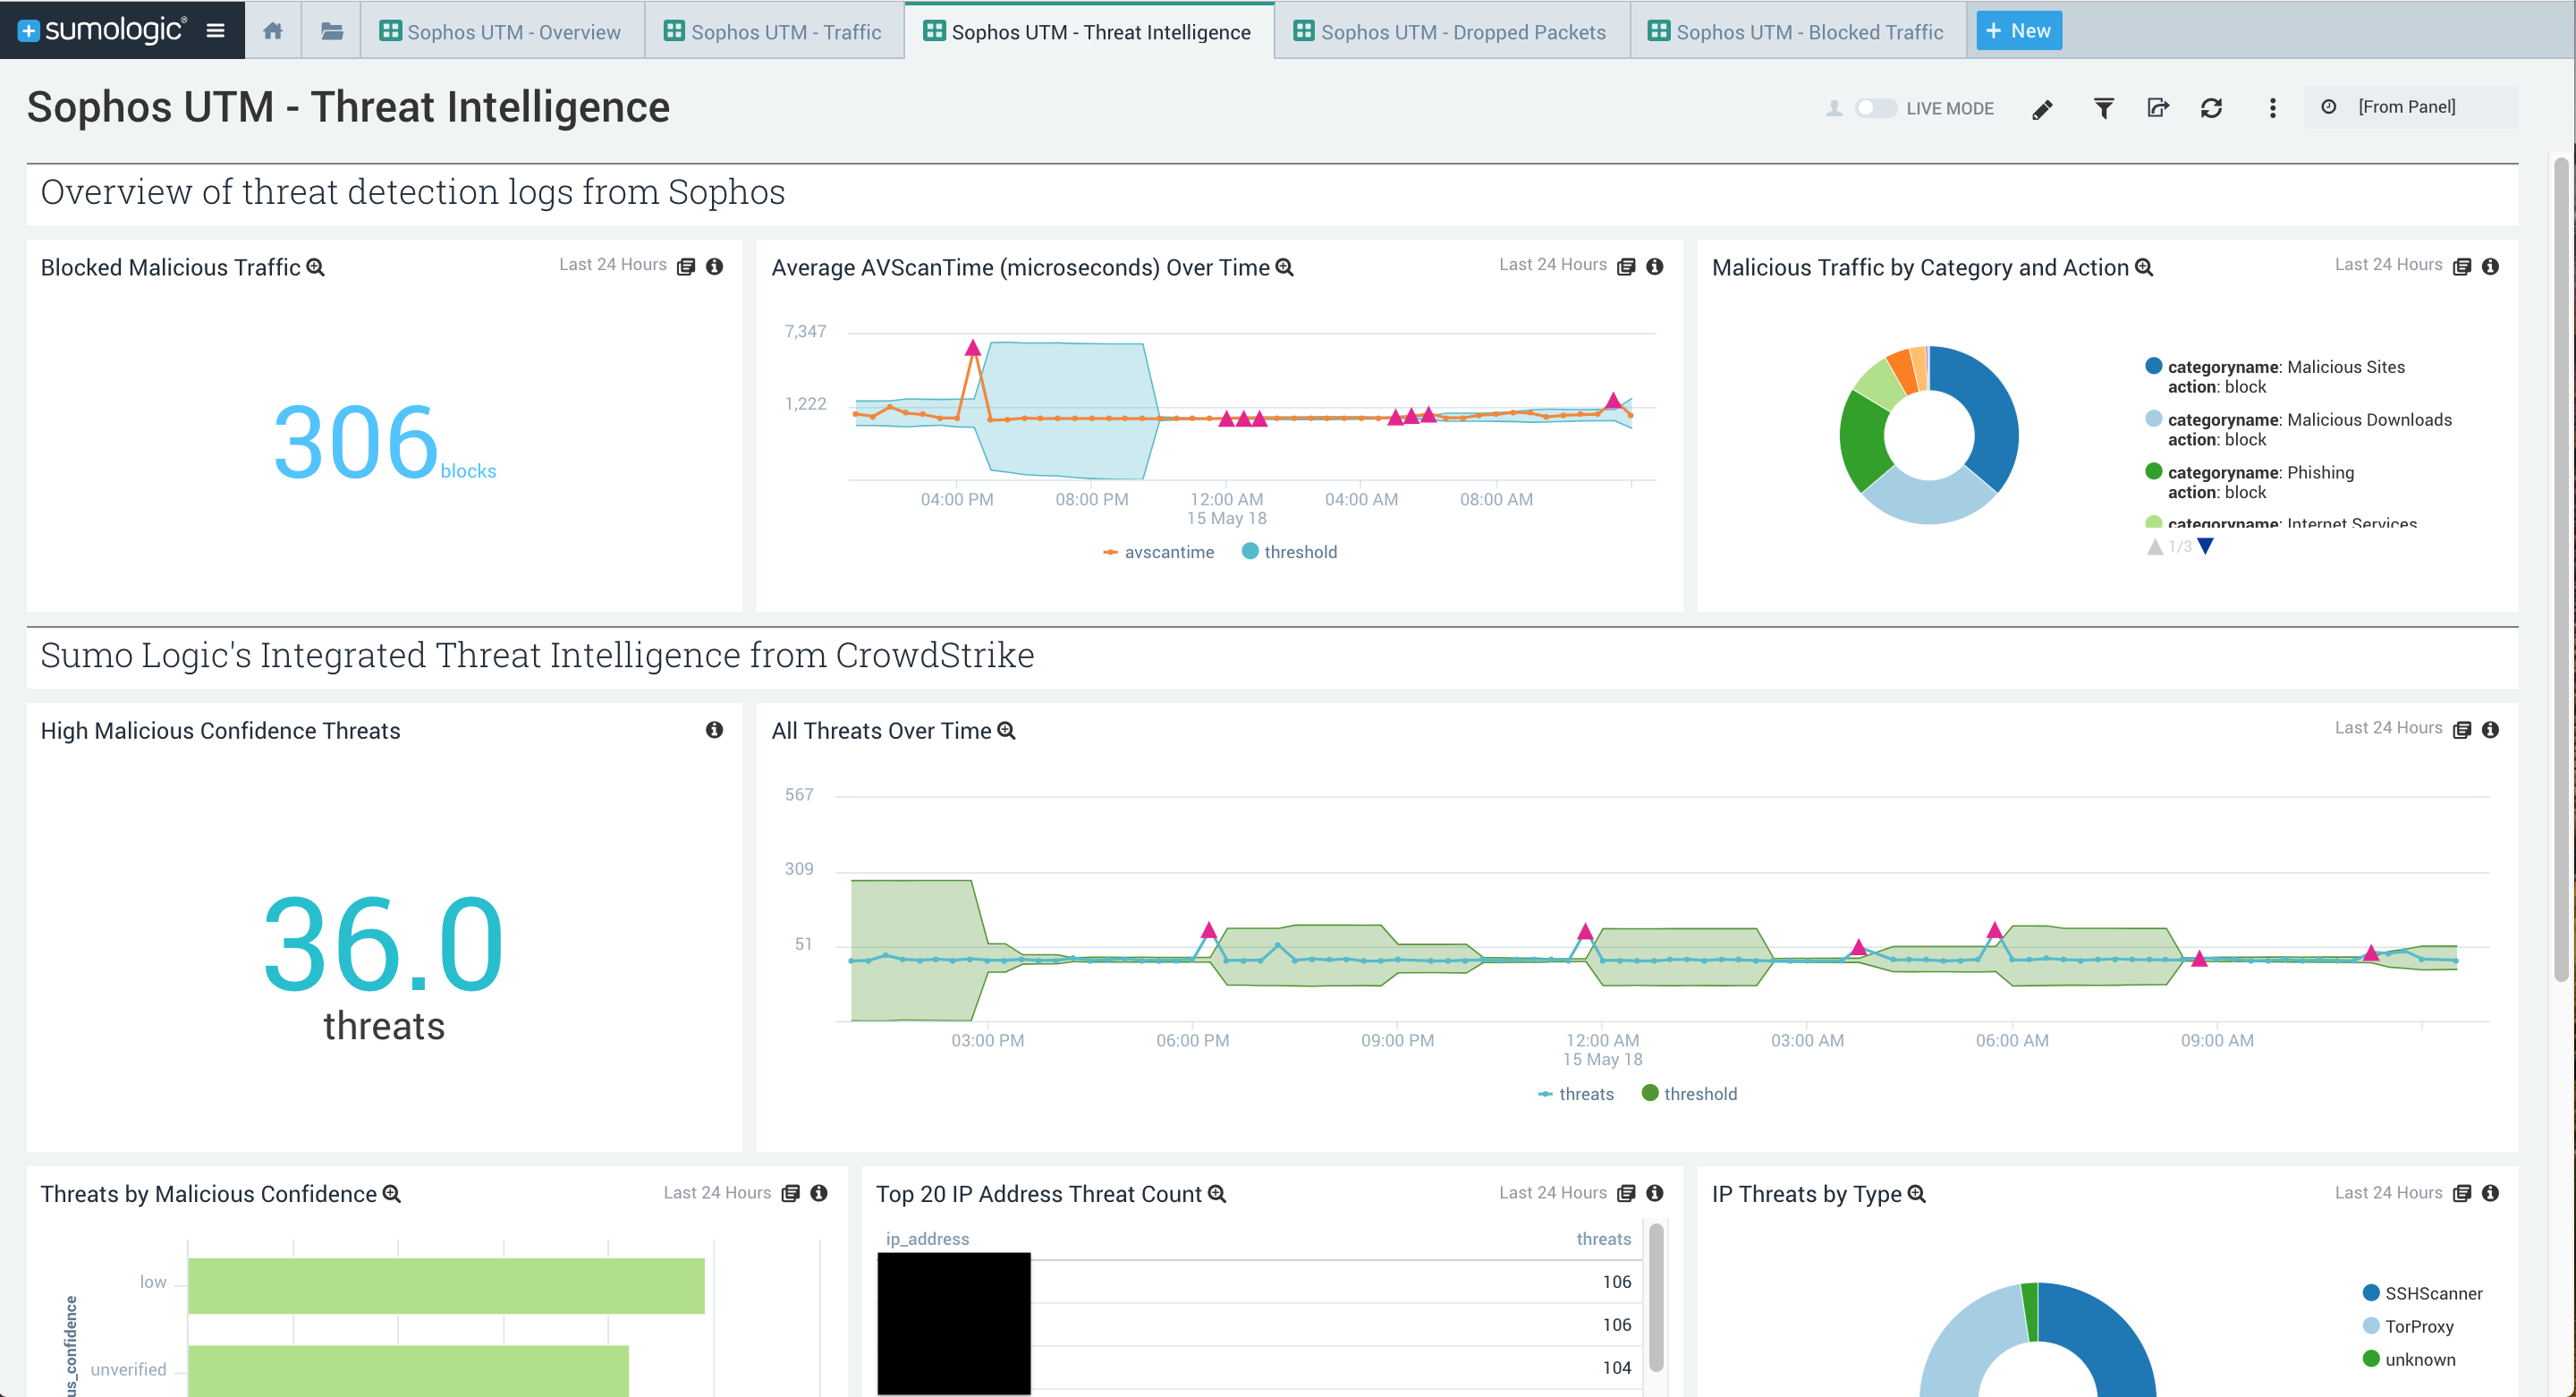 sumologic®
Sophos UTM - Overview
Sophos UTM - Traffic
Sophos UTM - Threat Intelligence
Sophos UTM - Dropped Packets
Sophos UTM - Blocked Traffic
+ New
Sophos UTM - Threat Intelligence
LIVE MODE
[From Panel]
Overview of threat detection logs from Sophos
Blocked Malicious Traffic
Last 24 Hours
306 blocks
Average AVScanTime (microseconds) Over Time
Last 24 Hours
7,347
1,222
04:00 PM
08:00 PM
12:00 AM
15 May 18
04:00 AM
08:00 AM
avscantime
threshold
Malicious Traffic by Category and Action
Last 24 Hours
categoryname: Malicious Sites
action: block
categoryname: Malicious Downloads
action: block
categoryname: Phishing
action: block
categoryname: Internet Services
1/3
Sumo Logic's Integrated Threat Intelligence from CrowdStrike
High Malicious Confidence Threats
36.0
threats
All Threats Over Time
Last 24 Hours
567
309
51
03:00 PM
06:00 PM
09:00 PM
12:00 AM
15 May 18
03:00 AM
06:00 AM
09:00 AM
threats
threshold
Threats by Malicious Confidence
Last 24 Hours
us_confidence
low
unverified
Top 20 IP Address Threat Count
Last 24 Hours
ip_address threats
106
106
104
IP Threats by Type
Last 24 Hours
SSHScanner
TorProxy
unknown